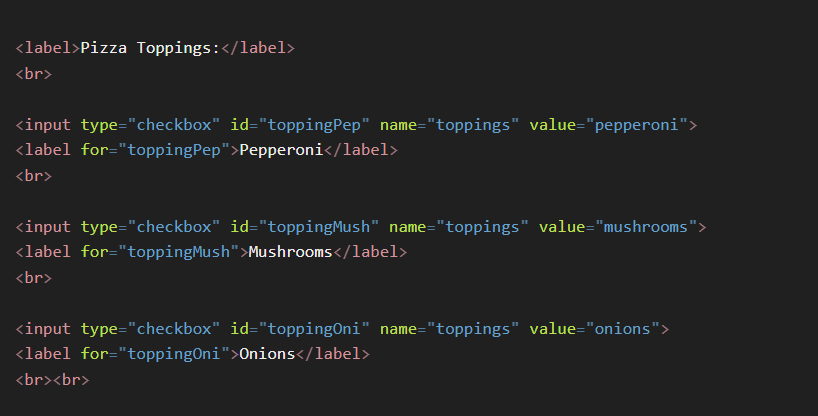 <label>Pizza Toppings:</label>
<br>
<input type="checkbox" id="toppingPep" name="toppings" value="pepperoni">
<label for="toppingPep">Pepperoni</label>
<br>
<input type="checkbox" id="toppingMush" name="toppings" value="mushrooms">
<label for="toppingMush">Mushrooms</label>
<br>
<input type="checkbox" id="toppingOni" name="toppings" value="onions">
<label for="toppingOni">Onions</label>
<br><br>